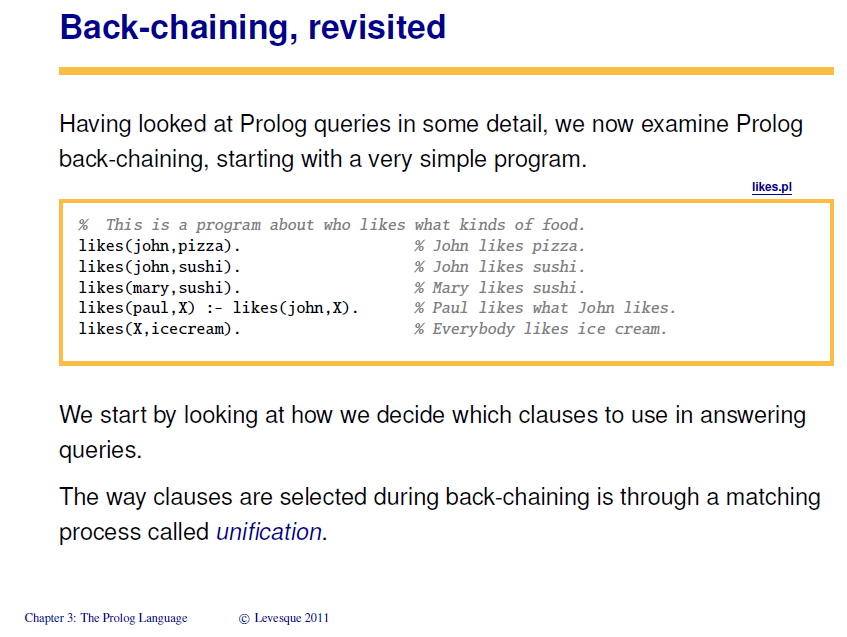 Back-chaining, revisited
Having looked at Prolog queries in some detail, we now examine Prolog
back-chaining, starting with a very simple program.
likes.pl
%  This is a program about who likes what kinds of food.
likes(john,pizza).                    % John likes pizza.
likes(john,sushi).                    % John likes sushi.
likes(mary,sushi).                    % Mary likes sushi.
likes(paul,X) :- likes(john,X).       % Paul likes what John likes.
likes(X,icecream).                    % Everybody likes ice cream.
We start by looking at how we decide which clauses to use in answering
queries.
The way clauses are selected during back-chaining is through a matching
process called unification.
Chapter 3: The Prolog Language    © Levesque 2011